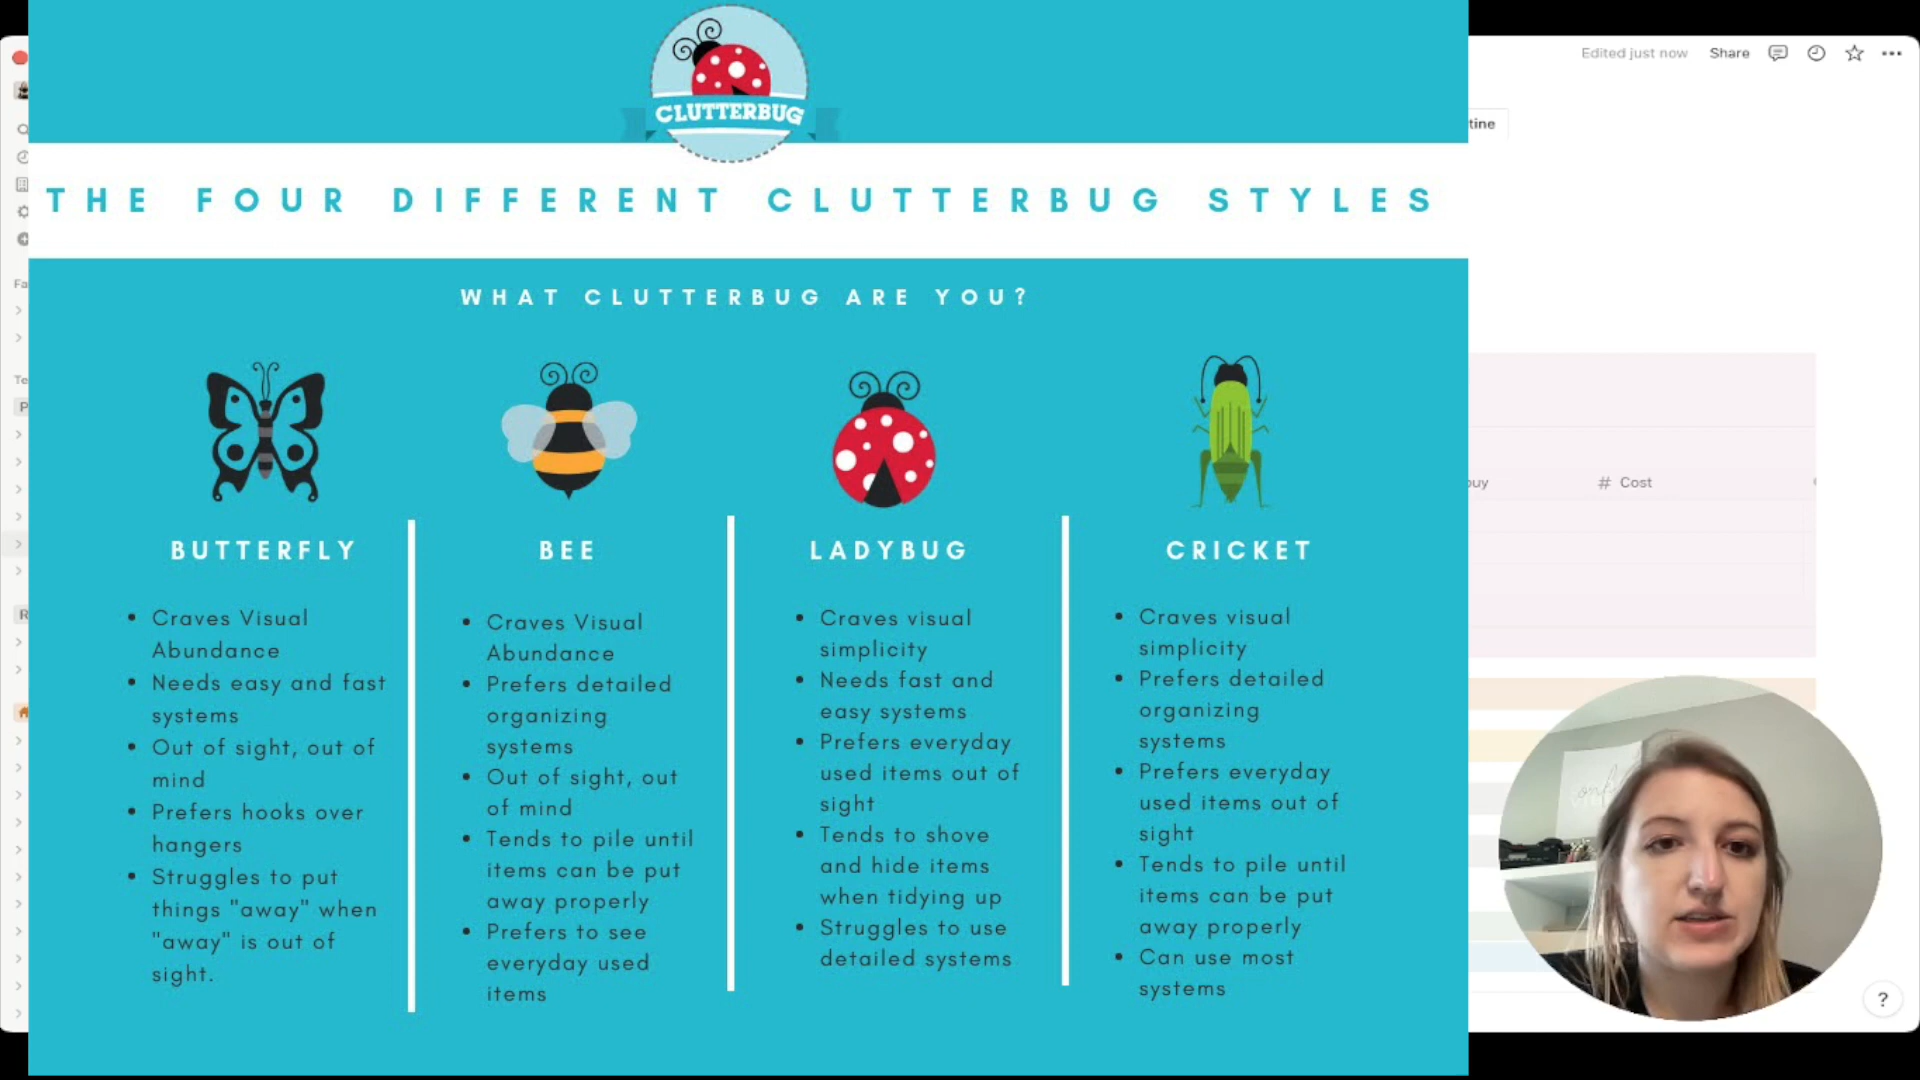 CLUTTERBUG
THE FOUR DIFFERENT CLUTTERBUG STYLES
WHAT CLUTTERBUG ARE YOU?
BUTTERFLY
• Craves Visual
Abundance
• Needs easy and fast
systems
• Out of sight, out of
mind
• Prefers hooks over
hangers
• Struggles to put
things "away" when
"away" is out of
sight.
BEE
• Craves Visual
Abundance
• Prefers detailed
organizing
systems
• Out of sight, out
of mind
• Tends to pile until
items can be put
away properly
• Prefers to see
everyday used
items
LADYBUG
• Craves visual
simplicity
• Needs fast and
easy systems
• Prefers everyday
used items out of
sight
• Tends to shove
and hide items
when tidying up
• Struggles to use
detailed systems
CRICKET
• Craves visual
simplicity
• Prefers detailed
organizing
systems
• Prefers everyday
used items out of
sight
• Tends to pile until
items can be put
away properly
• Can use most
systems
Edited just now Share
tine
buy # Cost
Fa
Te
P
R
?